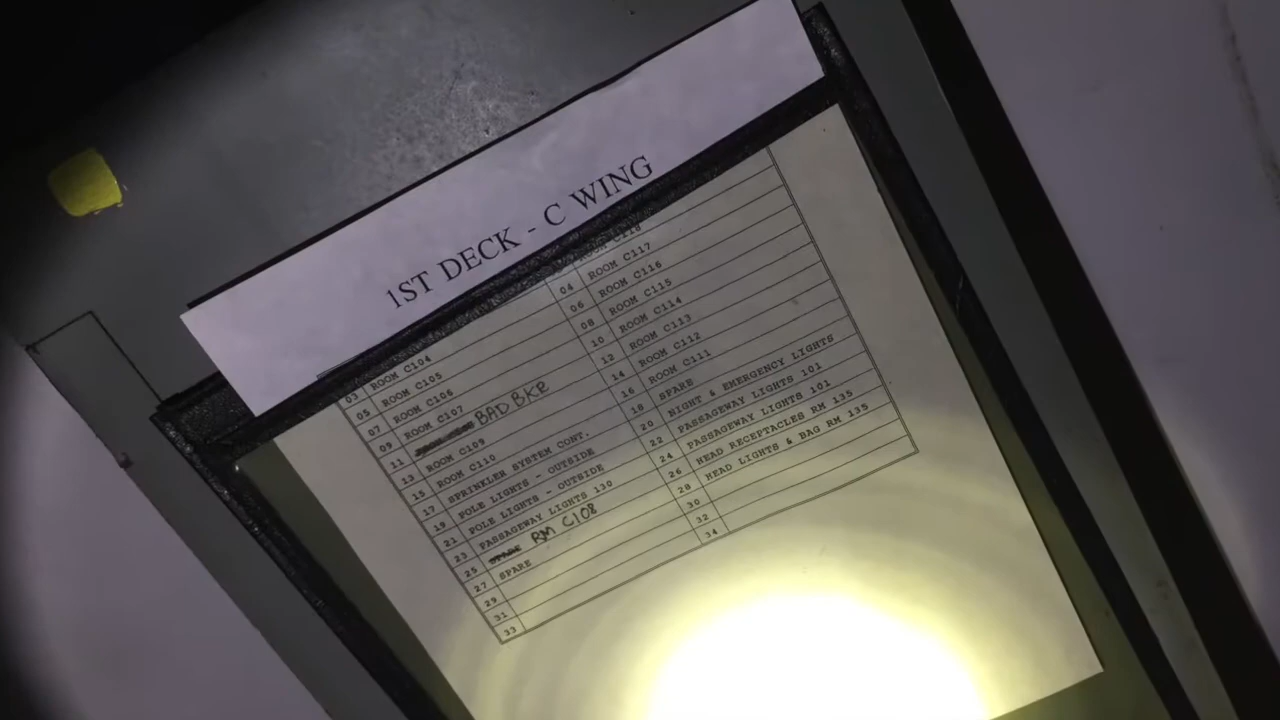 1ST DECK - C WING
ROOM C118
03 ROOM C104 04 ROOM C117
05 ROOM C105 06 ROOM C116
07 ROOM C106 08 ROOM C115
09 ROOM C107 10 ROOM C114
11 BAD BKR 12 ROOM C113
13 ROOM C109 14 ROOM C112
15 ROOM C110 16 ROOM C111
17 SPRINKLER SYSTEM CONT. 18 SPARE
19 POLE LIGHTS - OUTSIDE 20 NIGHT & EMERGENCY LIGHTS
21 POLE LIGHTS - OUTSIDE 22 PASSAGEWAY LIGHTS 101
23 PASSAGEWAY LIGHTS 130 24 PASSAGEWAY LIGHTS 101
25 SPARE RM C108 26 HEAD RECEPTACLES RM 135
27 SPARE 28 HEAD LIGHTS & BAG RM 135
29 30
31 32
33 34